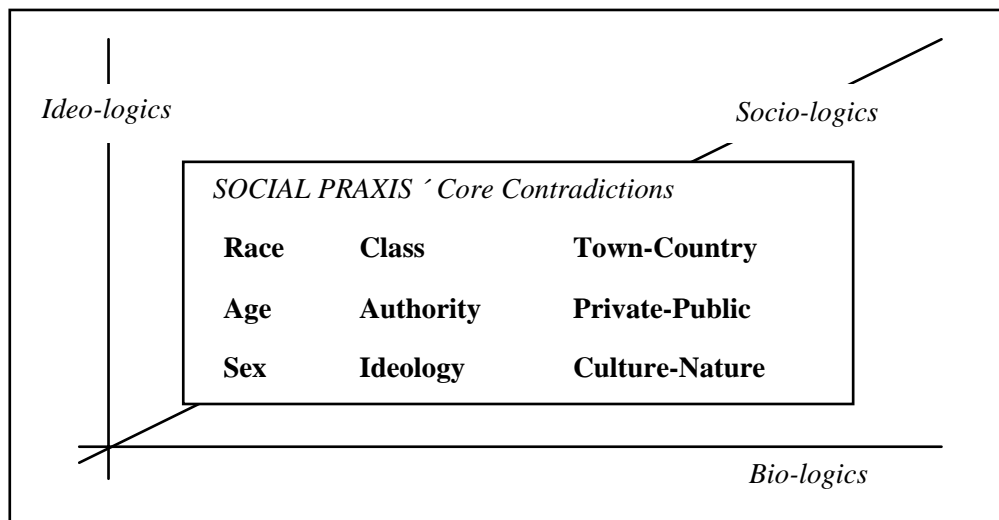 Ideo-logics
Socio-logics
SOCIAL PRAXIS ´ Core Contradictions
Race Class Town-Country
Age Authority Private-Public
Sex Ideology Culture-Nature
Bio-logics